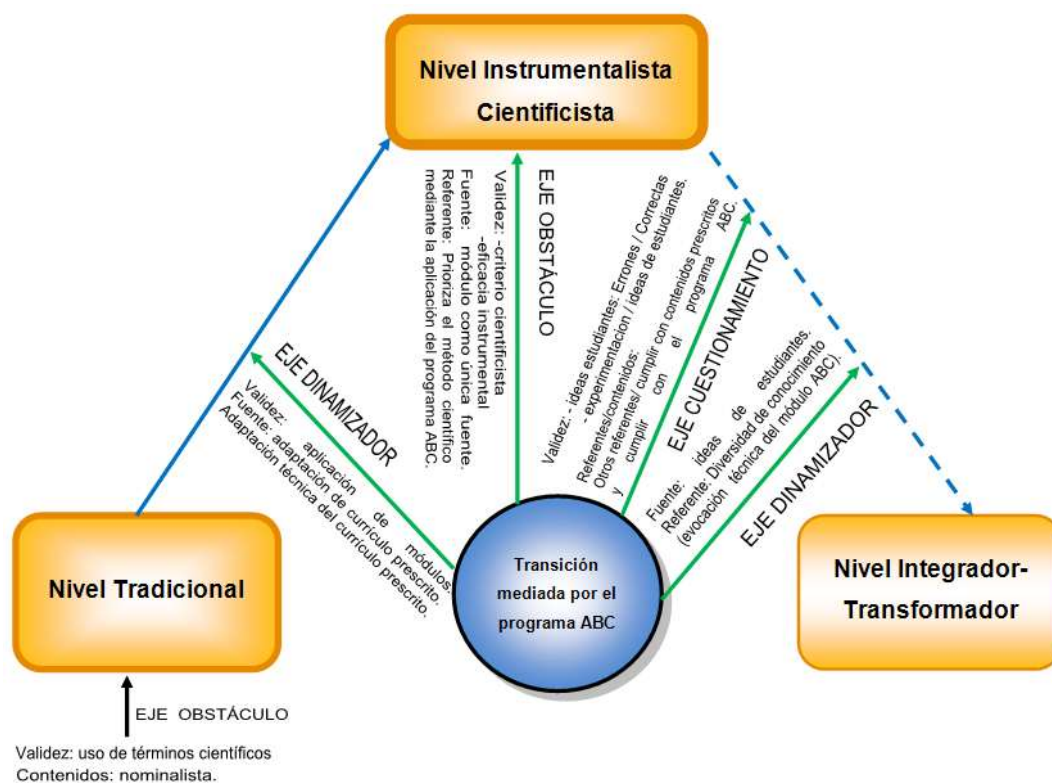 Nivel Instrumentalista
Cientificista
EJE DINAMIZADOR
Validez: aplicación de módulos:
Fuente: adaptación de currículo prescrito.
Adaptación técnica del currículo prescrito.
EJE OBSTÁCULO
Validez: -criterio cientificista
-eficacia instrumental
Fuente: módulo como única fuente.
Referente: Prioriza el método científico
mediante la aplicación del programa ABC.
Validez: - ideas estudiantes: Errones / Correctas
- experimentacion / ideas de estudiantes.
Referentes/contenidos:
Otros referentes/ cumplir con contenidos prescritos
y cumplir con el programa ABC.
EJE CUESTIONAMIENTO
Fuente: ideas de estudiantes.
Referente: Diversidad de conocimiento
(evocación técnica del módulo ABC).
EJE DINAMIZADOR
Nivel Tradicional
Transición
mediada por el
programa ABC
Nivel Integrador-
Transformador
EJE OBSTÁCULO
Validez: uso de términos científicos
Contenidos: nominalista.